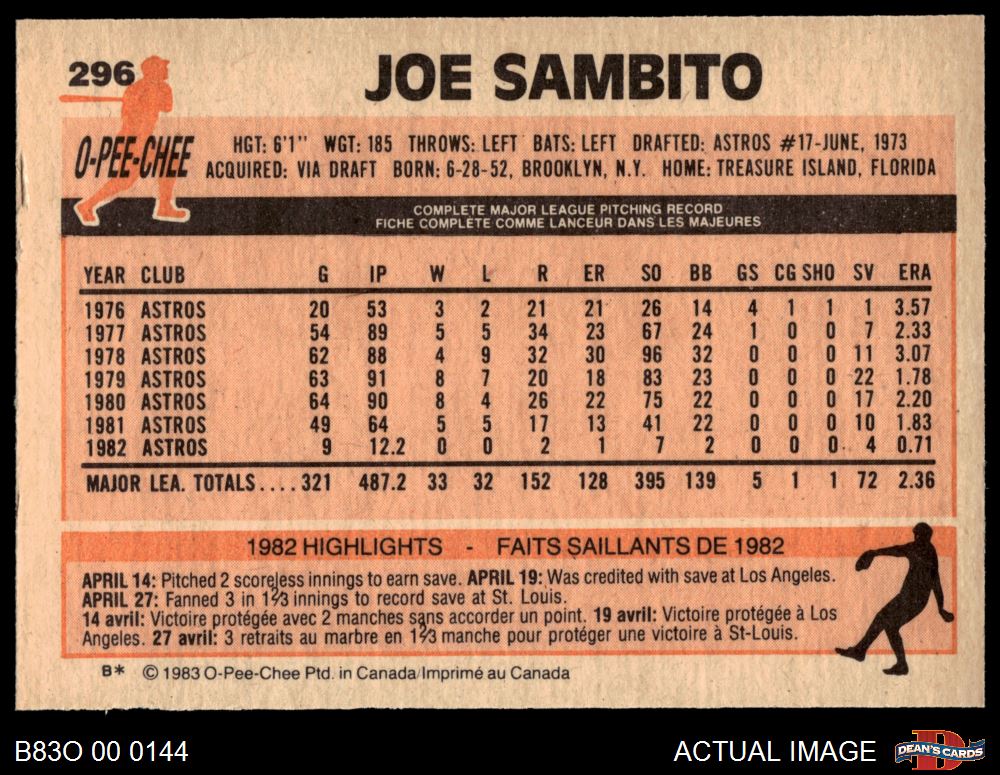 296
JOE SAMBITO
O-PEE-CHEE
HGT: 6'1" WGT: 185 THROWS: LEFT BATS: LEFT DRAFTED: ASTROS #17-JUNE, 1973
ACQUIRED: VIA DRAFT BORN: 6-28-52, BROOKLYN, N.Y. HOME: TREASURE ISLAND, FLORIDA
COMPLETE MAJOR LEAGUE PITCHING RECORD
FICHE COMPLÈTE COMME LANCEUR DANS LES MAJEURES
YEAR CLUB G IP W L R ER SO BB GS CG SHO SV ERA
1976 ASTROS 20 53 3 2 21 21 26 14 4 1 1 1 3.57
1977 ASTROS 54 89 5 5 34 23 67 24 1 0 0 7 2.33
1978 ASTROS 62 88 4 9 32 30 96 32 0 0 0 11 3.07
1979 ASTROS 63 91 8 7 20 18 83 23 0 0 0 22 1.78
1980 ASTROS 64 90 8 4 26 22 75 22 0 0 0 17 2.20
1981 ASTROS 49 64 5 5 17 13 41 22 0 0 0 10 1.83
1982 ASTROS 9 12.2 0 0 2 1 7 2 0 0 0 4 0.71
MAJOR LEA. TOTALS.... 321 487.2 33 32 152 128 395 139 5 1 1 72 2.36
1982 HIGHLIGHTS - FAITS SAILLANTS DE 1982
APRIL 14: Pitched 2 scoreless innings to earn save. APRIL 19: Was credited with save at Los Angeles.
APRIL 27: Fanned 3 in 1⅔ innings to record save at St. Louis.
14 avril: Victoire protégée avec 2 manches sans accorder un point. 19 avril: Victoire protégée à Los
Angeles. 27 avril: 3 retraits au marbre en 1⅔ manche pour protéger une victoire à St-Louis.
B* © 1983 O-Pee-Chee Ptd. in Canada/Imprimé au Canada
B83O 00 0144
ACTUAL IMAGE
DEAN'S CARDS